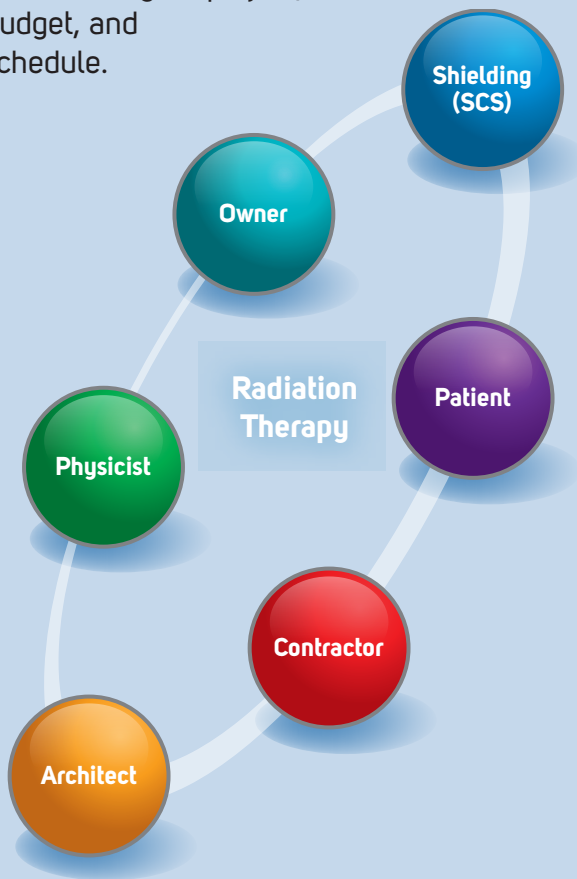 udget, and
chedule.
Shielding
(SCS)
Owner
Radiation
Therapy
Patient
Physicist
Contractor
Architect